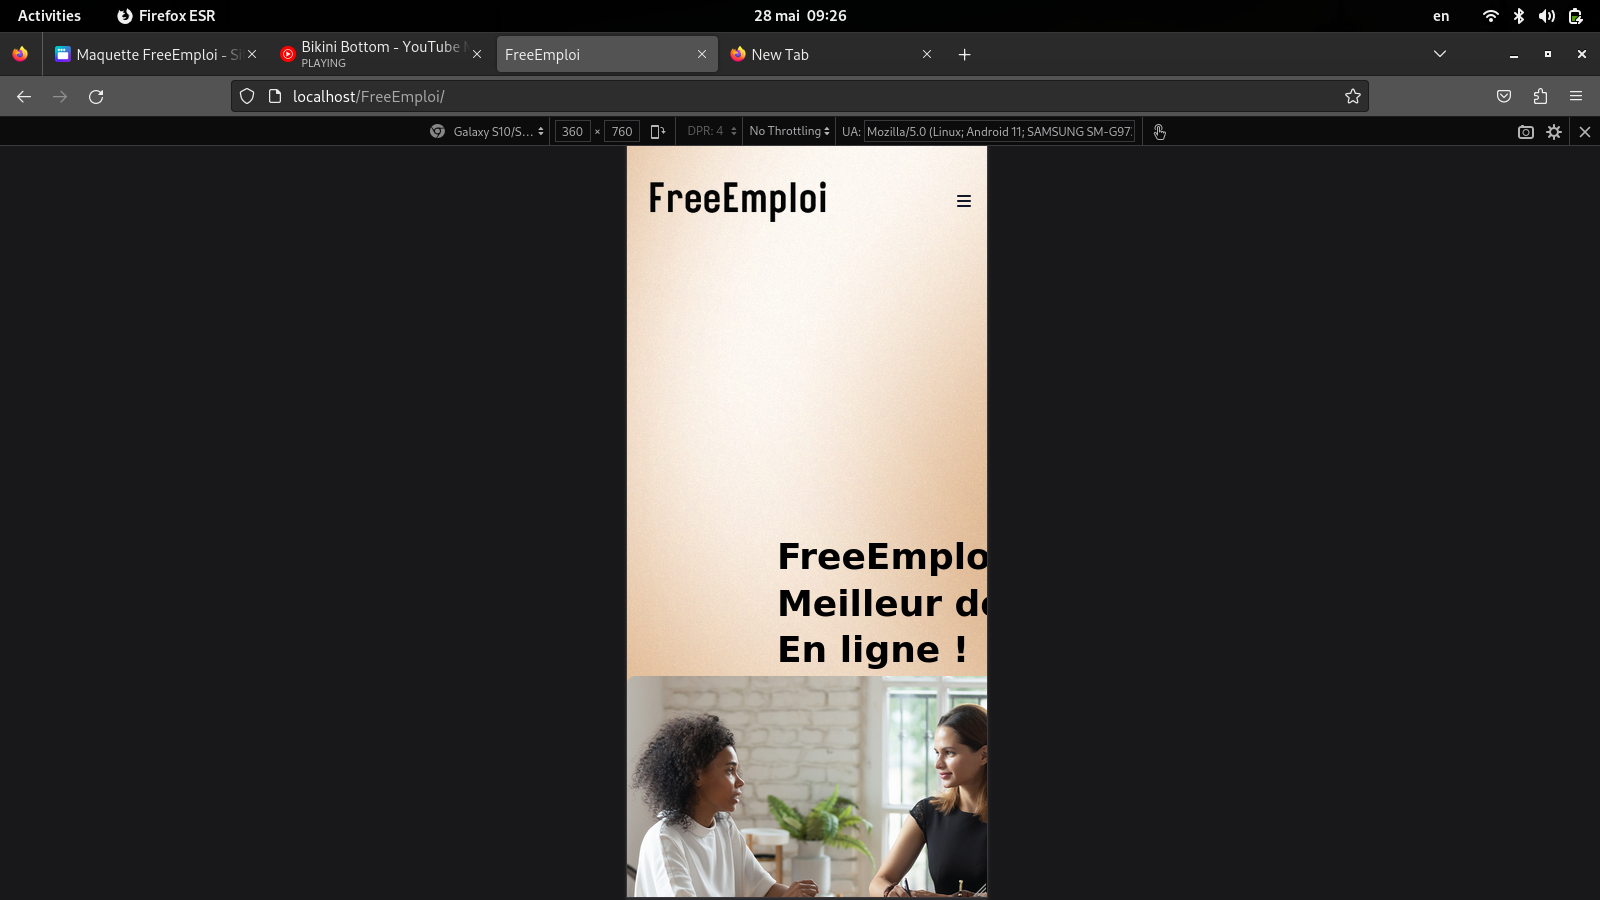 Activities
Firefox ESR
28 mai 09:26
en
Maquette FreeEmploi - Si
Bikini Bottom - YouTube
PLAYING
FreeEmploi
New Tab
localhost/FreeEmploi/
Galaxy S10/S...
360 × 760
DPR: 4
No Throttling
UA: Mozilla/5.0 (Linux; Android 11; SAMSUNG SM-G97
FreeEmploi
FreeEmplo
Meilleur de
En ligne !